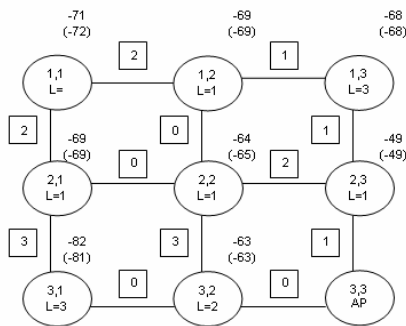 -71 -69 -68
(-72) (-69) (-68)
2 1
1,1 1,2 1,3
L= L=1 L=3
2 -69 0 -64 1 -49
(-69) (-65) (-49)
0 2
2,1 2,2 2,3
L=1 L=1 L=1
3 -82 3 -63 1
(-81) (-63)
0 0
3,1 3,2 3,3
L=3 L=2 AP